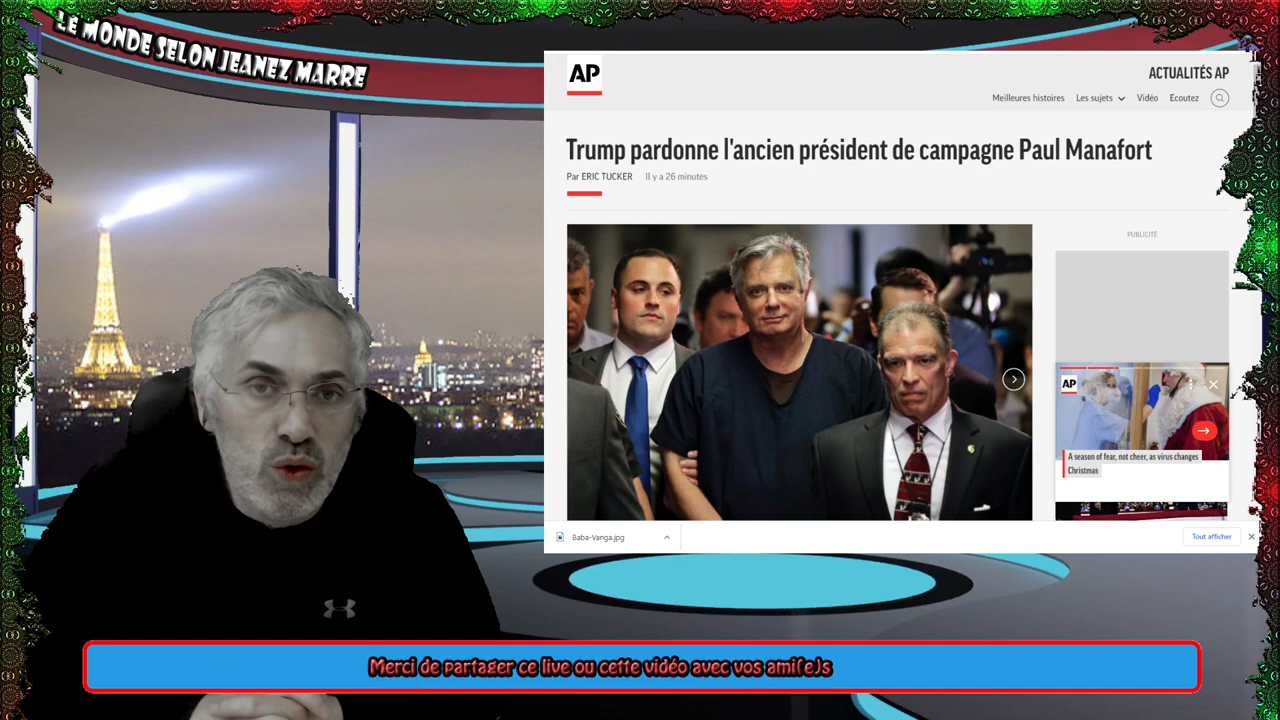 LE MONDE SELON JEANEZ MARRE
AP
ACTUALITÉS AP
Meilleures histoires Les sujets Vidéo Ecoutez
Trump pardonne l'ancien président de campagne Paul Manafort
Par ERIC TUCKER Il y a 26 minutes
PUBLICITÉ
AP
A season of fear, not cheer, as virus changes
Christmas
Baba-Vanga.jpg
Tout afficher
Merci de partager ce live ou cette vidéo avec vos ami(e)s